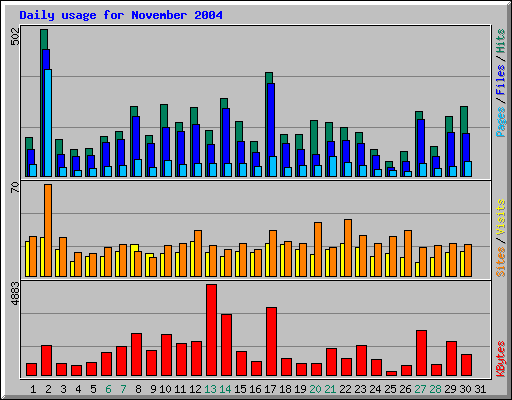 Daily usage for November 2004
502
Pages / Files / Hits
70
Sites / Visits
4883
KBytes
1 2 3 4 5 6 7 8 9 10 11 12 13 14 15 16 17 18 19 20 21 22 23 24 25 26 27 28 29 30 31